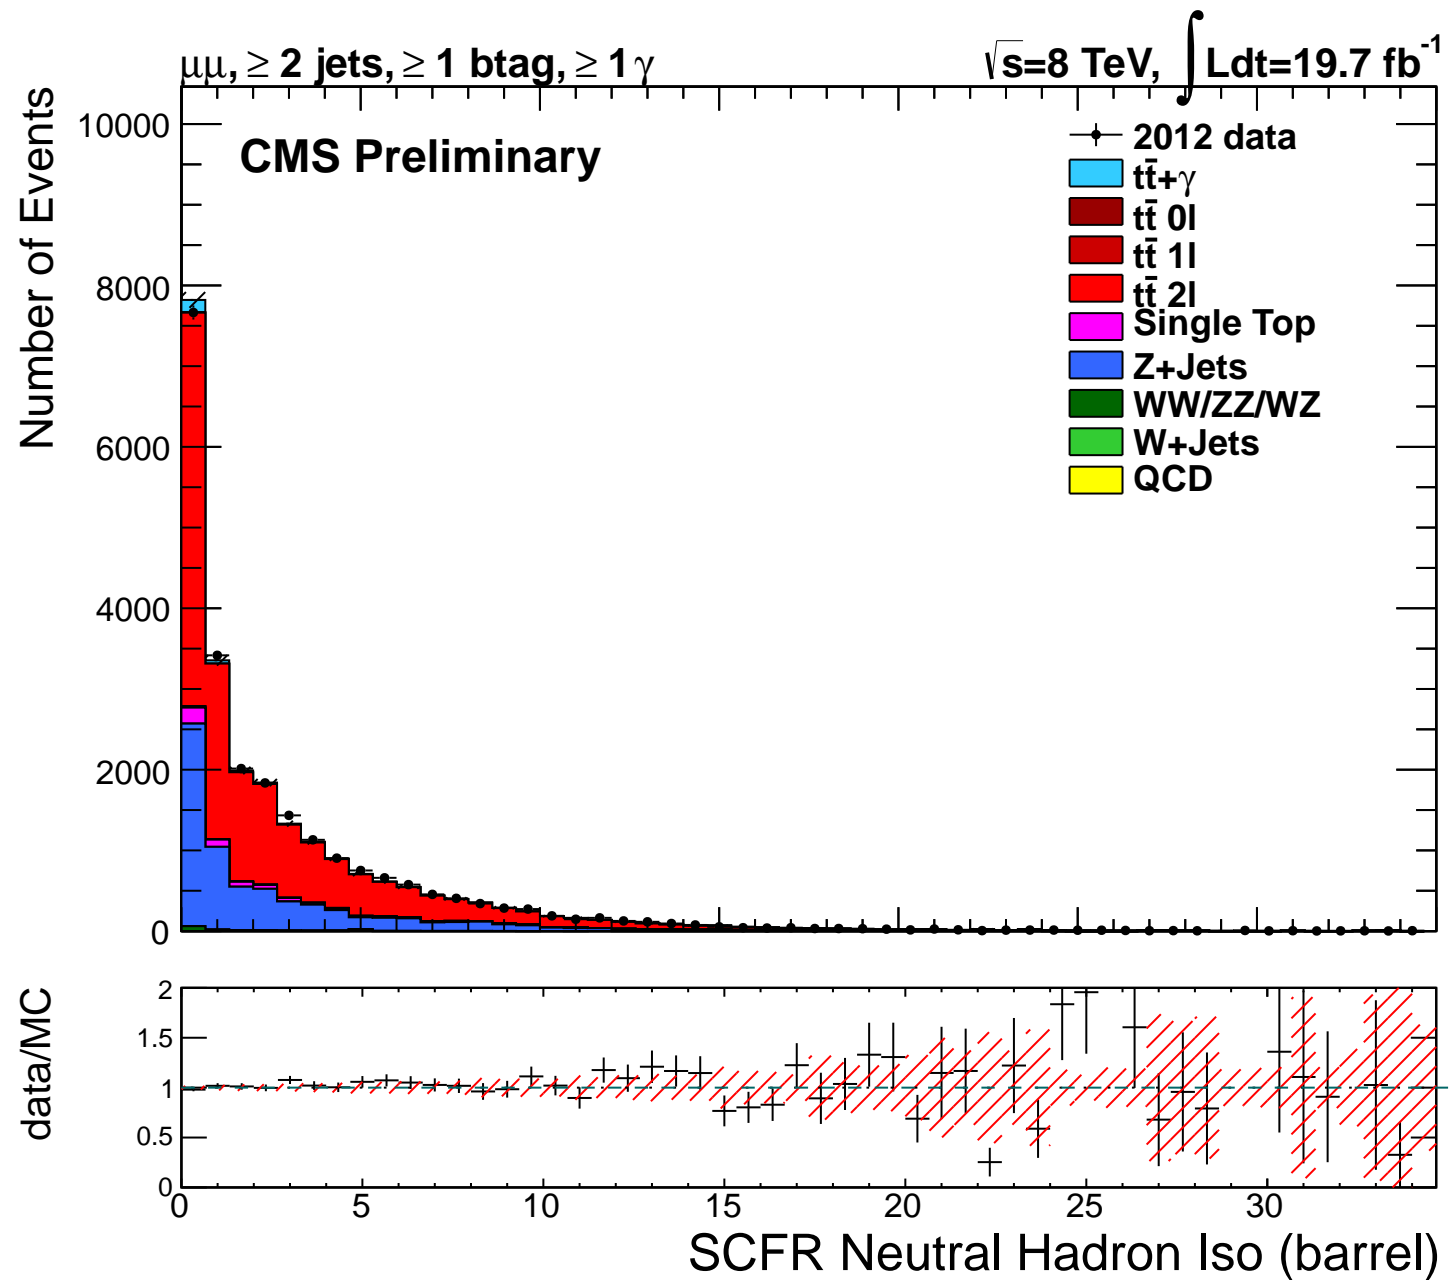 μμ, ≥ 2 jets, ≥ 1 btag, ≥ 1 γ
√s=8 TeV, ∫ Ldt=19.7 fb⁻¹
Number of Events
10000
8000
6000
4000
2000
0
CMS Preliminary
2012 data
tt̄+γ
tt̄ 0l
tt̄ 1l
tt̄ 2l
Single Top
Z+Jets
WW/ZZ/WZ
W+Jets
QCD
data/MC
2
1.5
1
0.5
0
0 5 10 15 20 25 30
SCFR Neutral Hadron Iso (barrel)